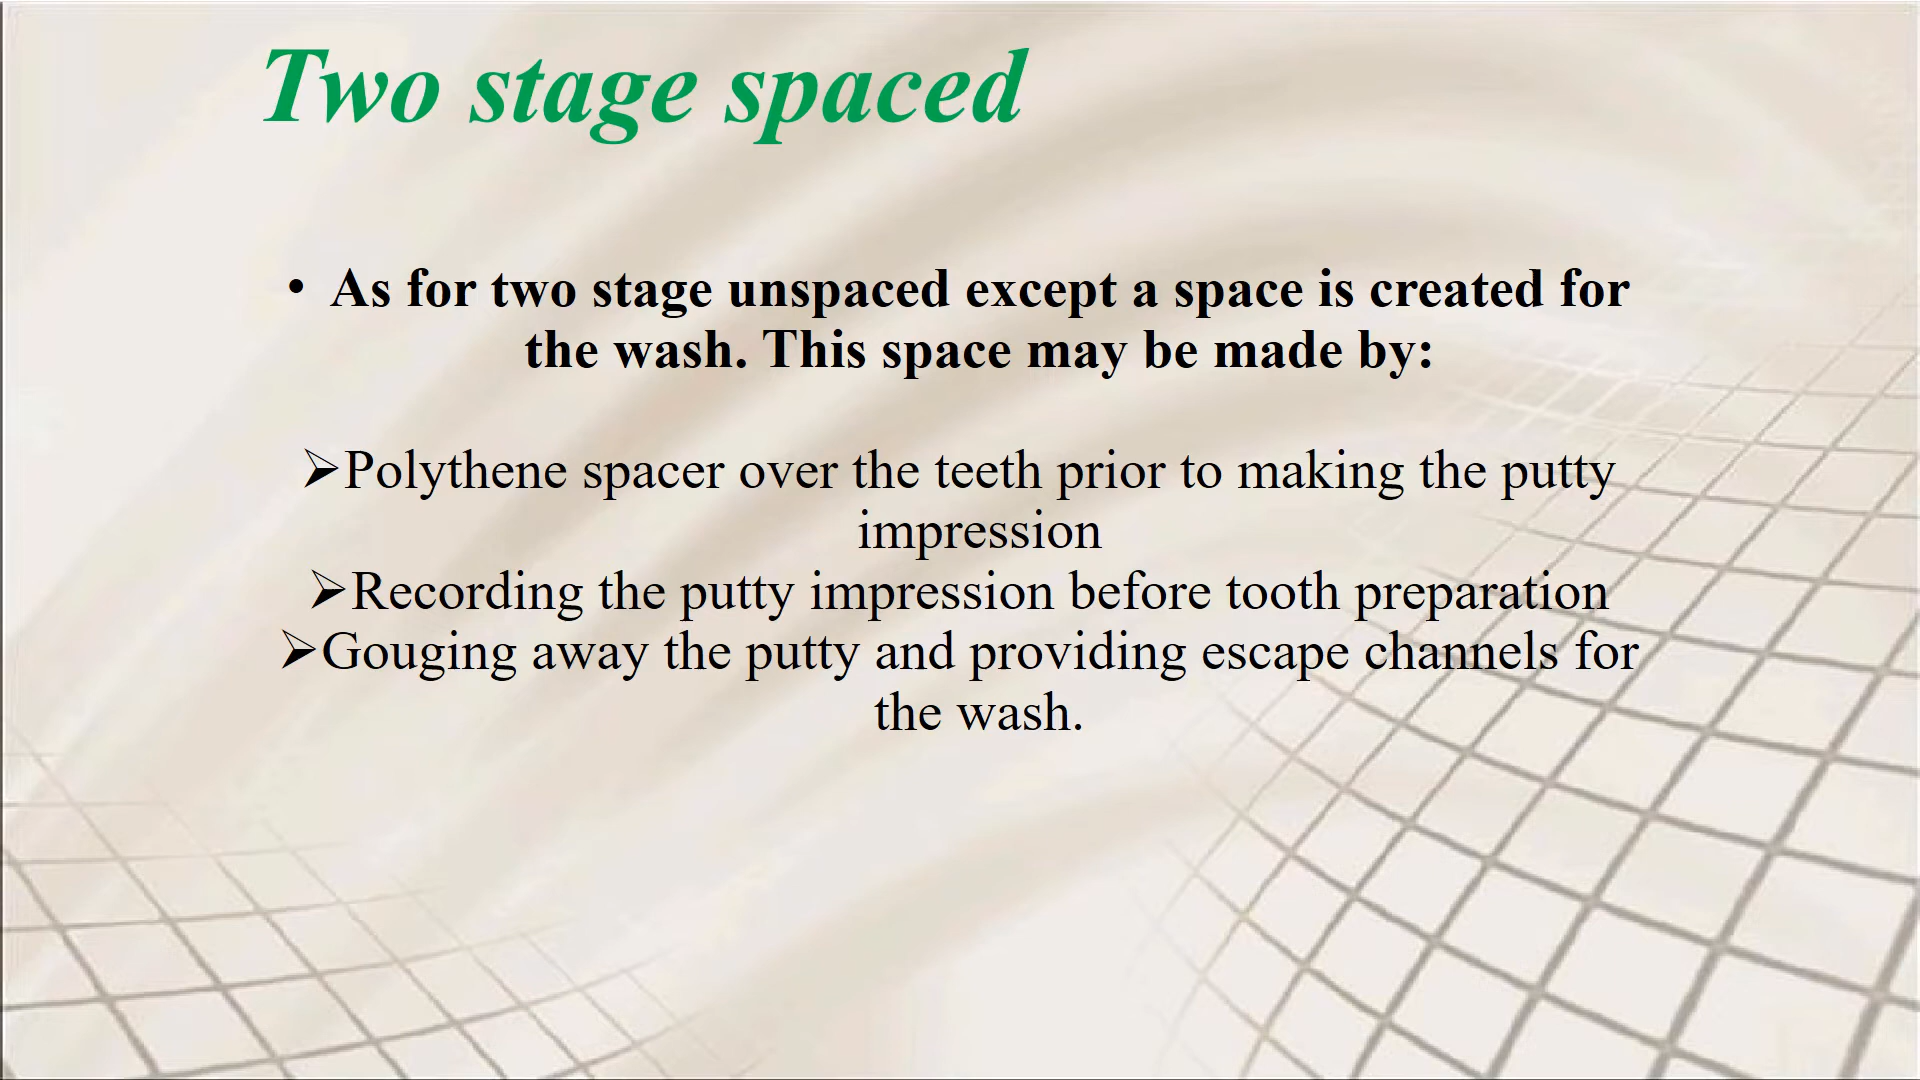 Two stage spaced
• As for two stage unspaced except a space is created for
the wash. This space may be made by:
➢Polythene spacer over the teeth prior to making the putty
impression
➢Recording the putty impression before tooth preparation
➢Gouging away the putty and providing escape channels for
the wash.